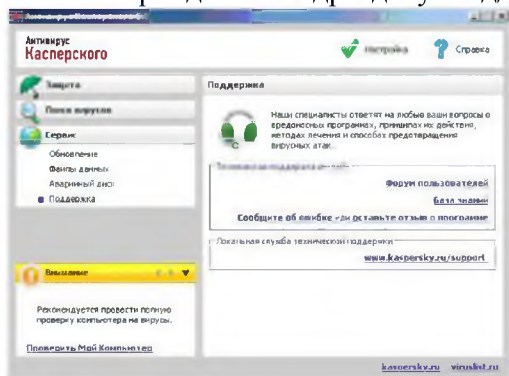 Антивирус
Касперского
настройка
Справка
Защита
Поиск вирусов
Сервис
Обновление
Файлы данных
Аварийный диск
Поддержка
Внимание
Рекомендуется провести полную
проверку компьютера на вирусы.
Проверить Мой Компьютер
Поддержка
Наши специалисты ответят на любые ваши вопросы о
вредоносных программах, принципах их действия,
методах лечения и способах предотвращения
вирусных атак.
Техническая поддержка
Форум пользователей
База знаний
Сообщите об ошибке или оставьте отзыв о программе
Локальная служба технической поддержки
www.kaspersky.ru/support
kaspersky.ru viruslist.ru